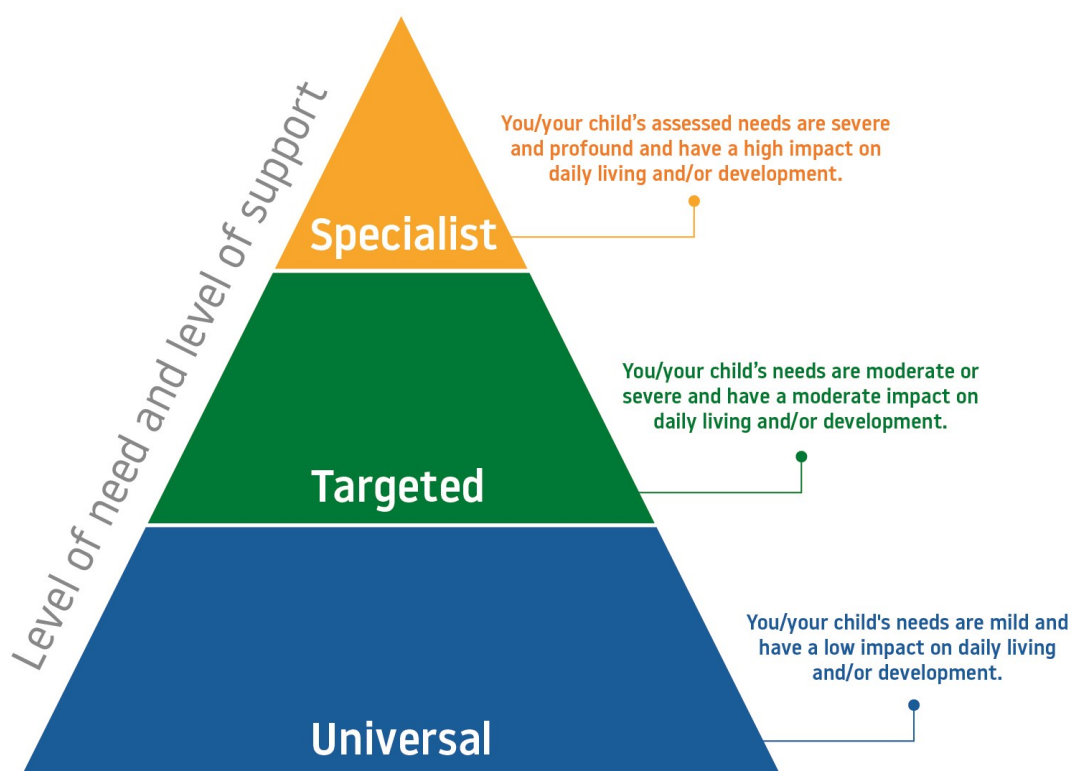 Level of need and level of support
You/your child’s assessed needs are severe
and profound and have a high impact on
daily living and/or development.
Specialist
You/your child’s needs are moderate or
severe and have a moderate impact on
daily living and/or development.
Targeted
You/your child's needs are mild and
have a low impact on daily living
and/or development.
Universal